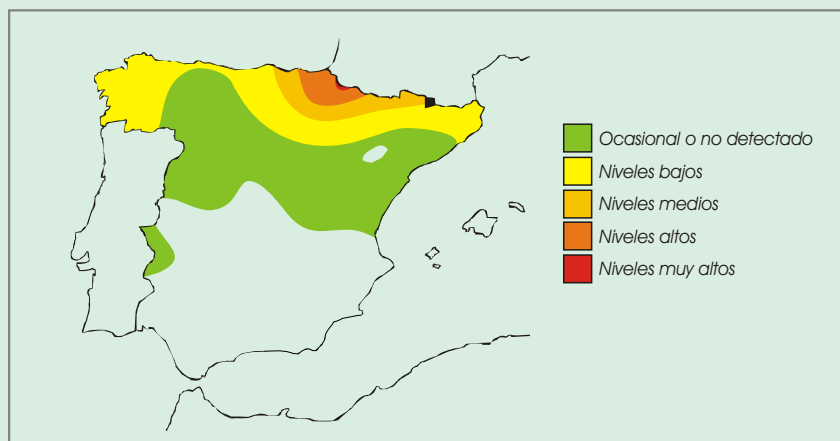 Ocasional o no detectado
Niveles bajos
Niveles medios
Niveles altos
Niveles muy altos